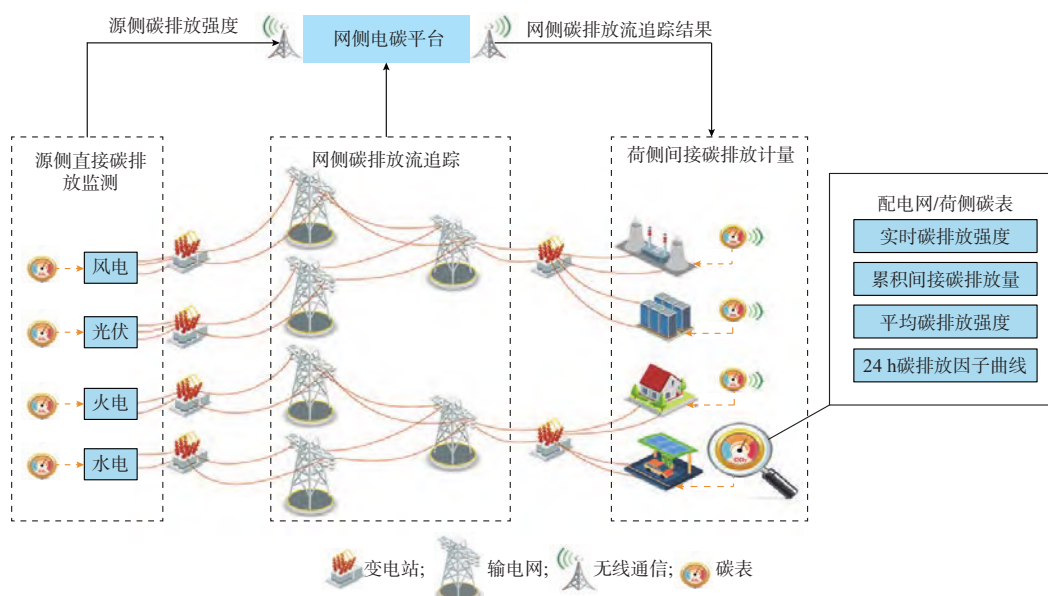 源侧碳排放强度
网侧电碳平台
网侧碳排放流追踪结果
源侧直接碳排
放监测
网侧碳排放流追踪
荷侧间接碳排放计量
配电网/荷侧碳表
实时碳排放强度
累积间接碳排放量
平均碳排放强度
24 h碳排放因子曲线
风电
光伏
火电
水电
CO₂
变电站;
输电网;
无线通信;
碳表